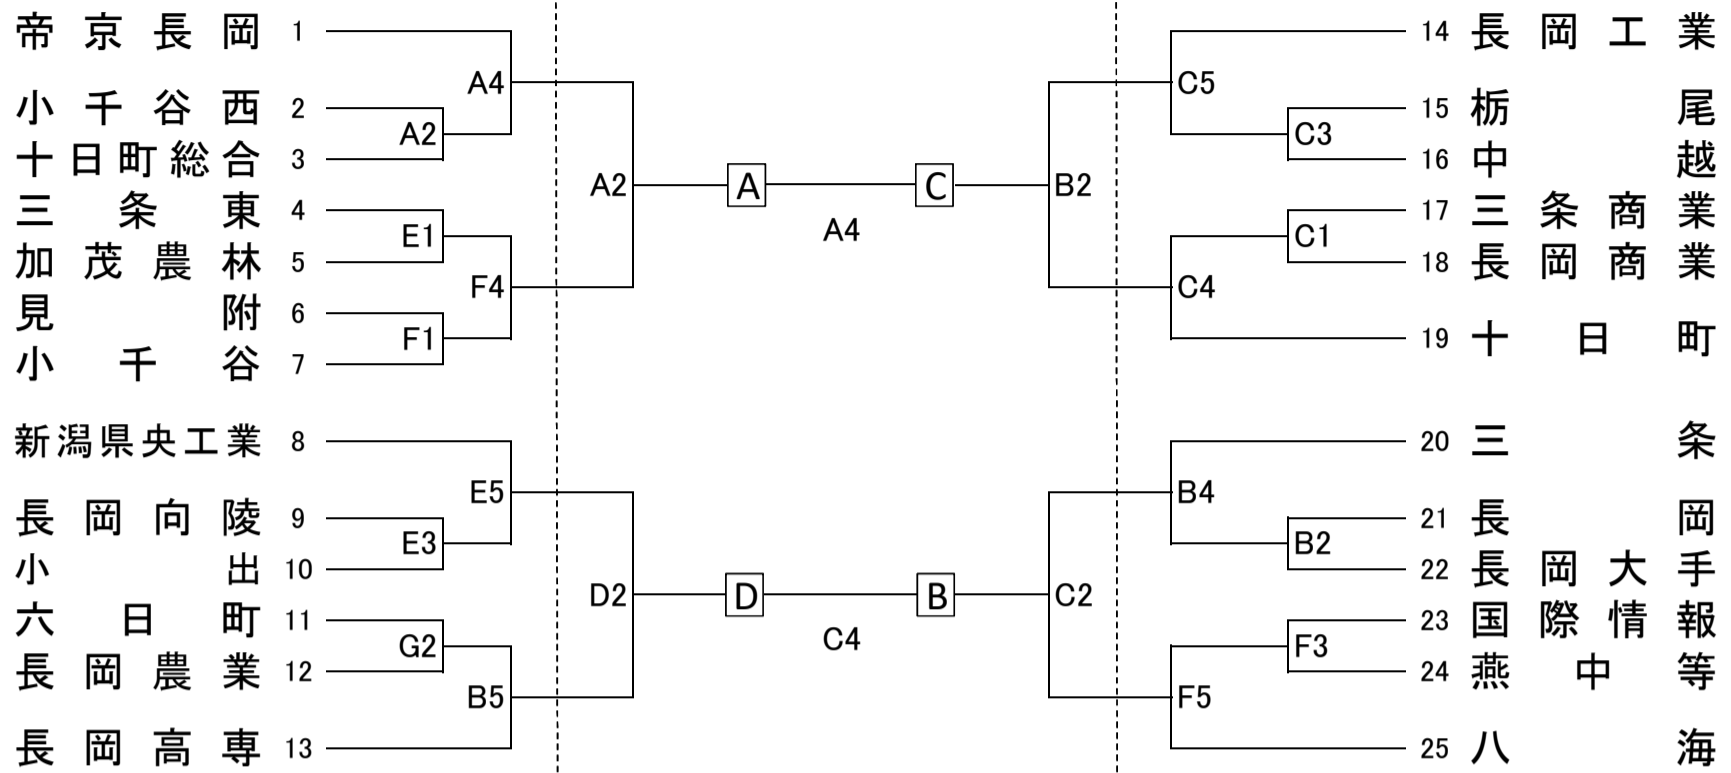 帝京長岡 1
A4
小千谷西 2
A2
十日町総合 3
三条東 4
E1
加茂農林 5
F4
見附 6
F1
小千谷 7
A2
A
新潟県央工業 8
E5
長岡向陵 9
E3
小出 10
六日町 11
G2
長岡農業 12
B5
長岡高専 13
D2
D
A4
C4
14 長岡工業
C5
15 栃尾
C3
16 中越
17 三条商業
C1
18 長岡商業
C4
19 十日町
B2
C
20 三条
B4
21 長岡
B2
22 長岡大手
23 国際情報
F3
24 燕中等
F5
25 八海
C2
B